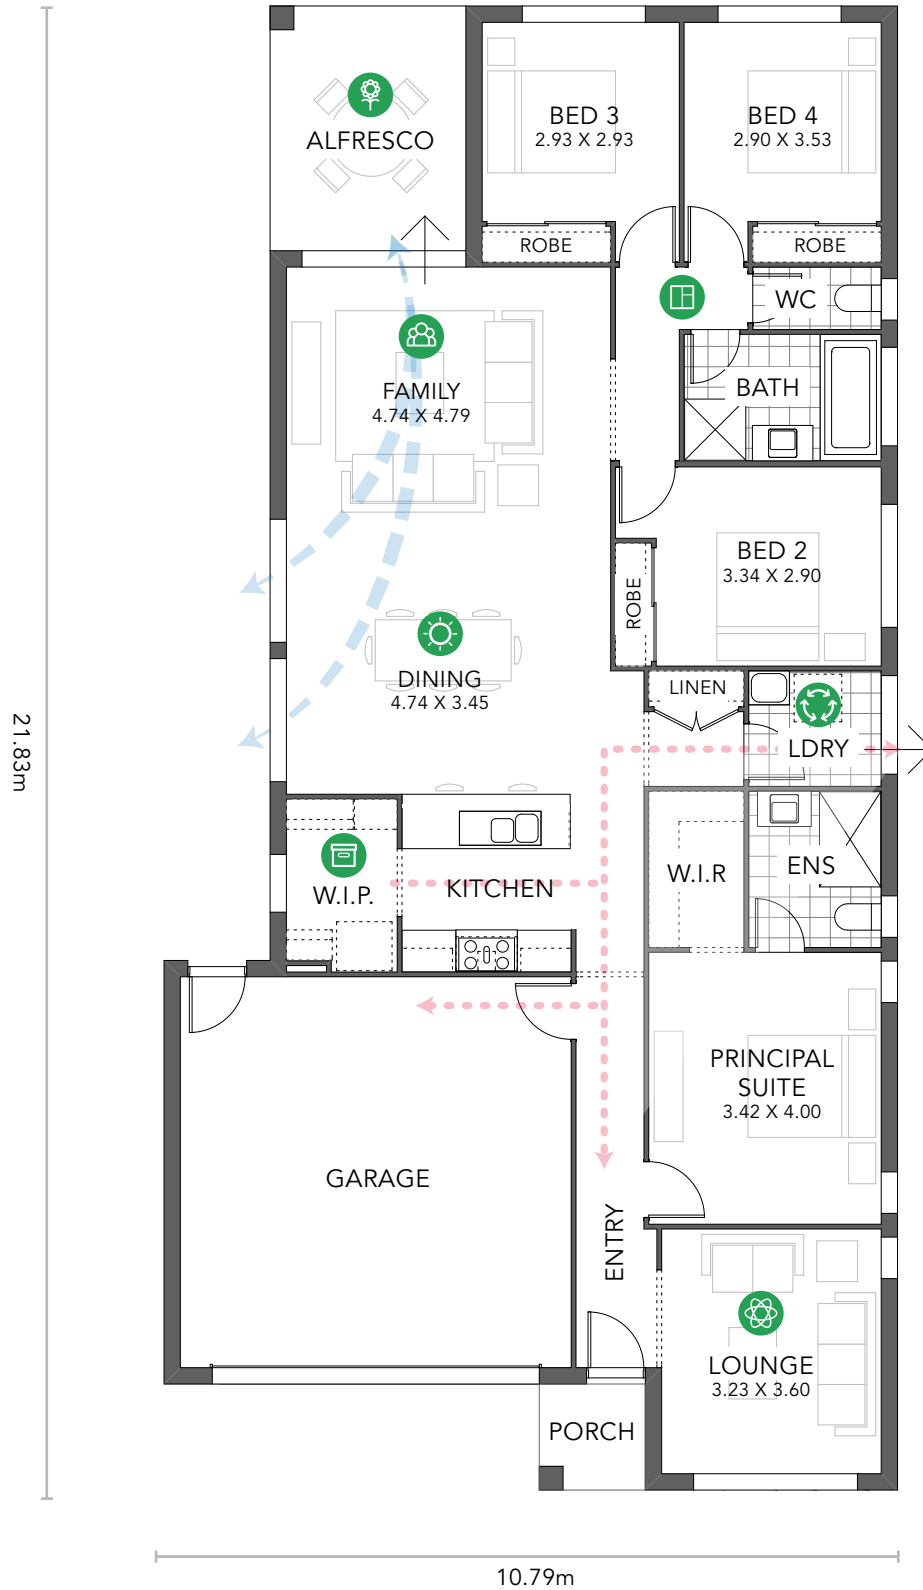 BED 3
2.93 X 2.93
BED 4
2.90 X 3.53
ALFRESCO
ROBE
ROBE
WC
FAMILY
4.74 X 4.79
BATH
BED 2
3.34 X 2.90
ROBE
DINING
4.74 X 3.45
LINEN
LDRY
21.83m
W.I.P.
KITCHEN
W.I.R
ENS
PRINCIPAL
SUITE
3.42 X 4.00
GARAGE
ENTRY
LOUNGE
3.23 X 3.60
PORCH
10.79m